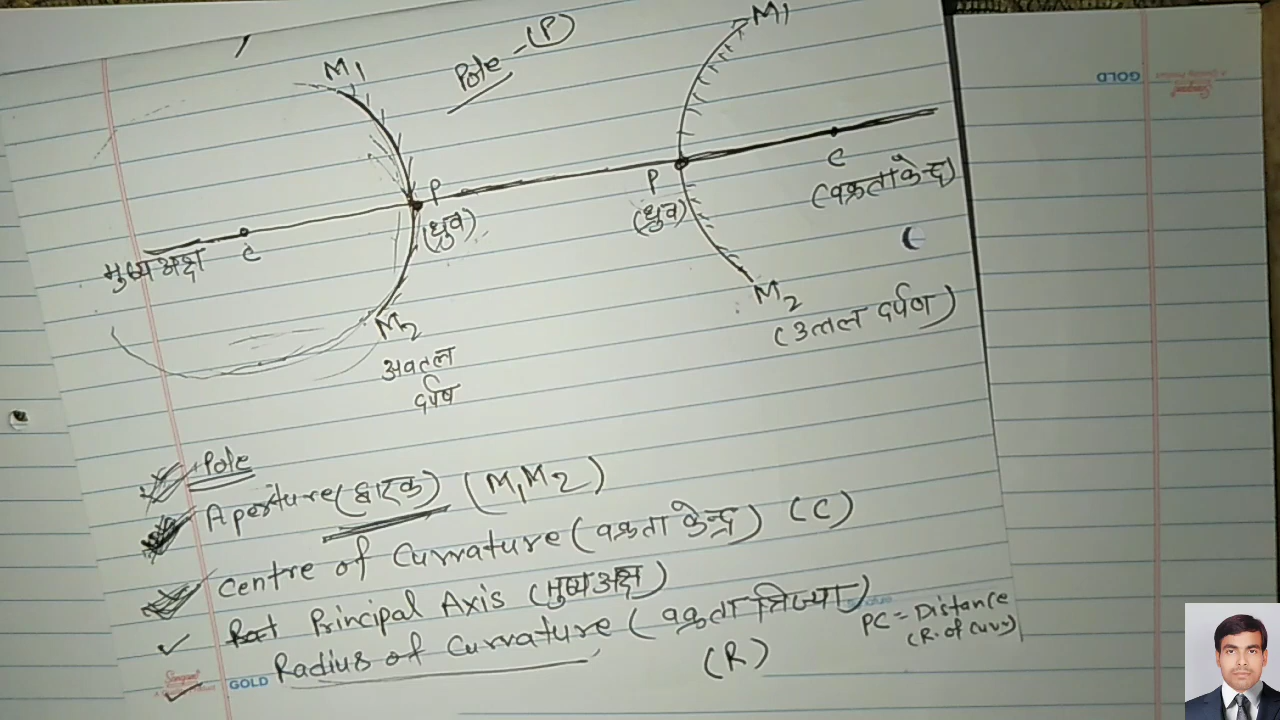 M1
Pole - (P)
M1
P
(ध्रुव)
P
(ध्रुव)
C
(वक्रता केन्द्र)
मुख्य अक्ष
C
M2
अवतल
दर्पण
M2
(उत्तल दर्पण)
Pole
Aperture (द्वारक) (M1M2)
Centre of Curvature (वक्रता केन्द्र) (C)
Principal Axis (मुख्य अक्ष)
Radius of Curvature (वक्रता त्रिज्या)
(R)
PC = Distance
(R. of Curv)
GOLD
GOLD